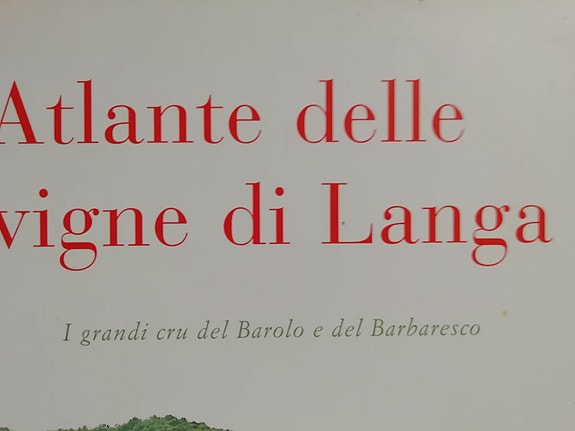 Atlante delle
vigne di Langa
I grandi cru del Barolo e del Barbaresco